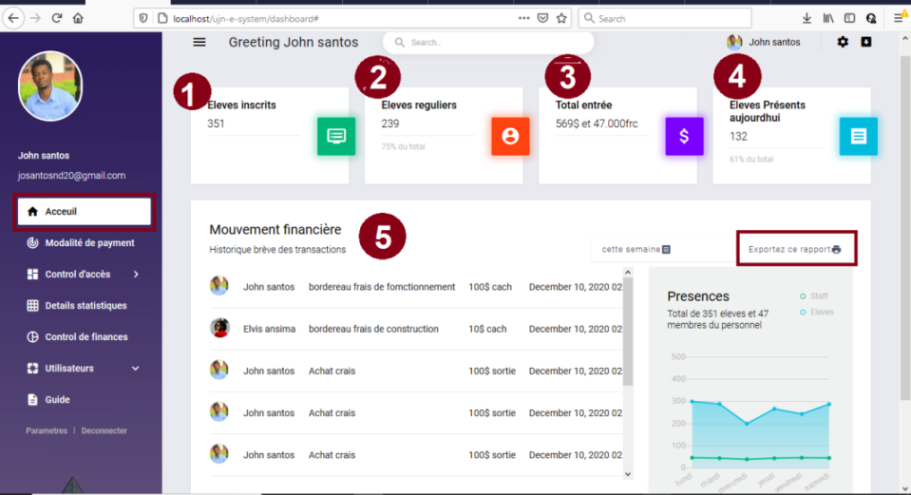 localhost/ujn-e-system/dashboard#
Search
Greeting John santos
Search..
John santos
John santos
josantosnd20@gmail.com
Acceuil
Modalité de payment
Control d'accès
Details statistiques
Control de finances
Utilisateurs
Guide
Parametres | Deconnecter
1
Eleves inscrits
351
2
Eleves reguliers
239
75% du total
3
Total entrée
569$ et 47.000frc
$
4
Eleves Présents
aujourdhui
132
61% du total
Mouvement financière
5
Historique brève des transactions
cette semaine
Exportez ce rapport
John santos bordereau frais de fomctionnement 100$ cach December 10, 2020 02
Elvis ansima bordereau frais de construction 10$ cach December 10, 2020 02
John santos Achat crais 100$ sortie December 10, 2020 02
John santos Achat crais 100$ sortie December 10, 2020 02
John santos Achat crais 100$ sortie December 10, 2020 02
Presences
Staff
Total de 351 eleves et 47
Eleves
membres du personnel
500
400
300
200
100
0
lundi mardi mercredi jeudi vendredi samedi